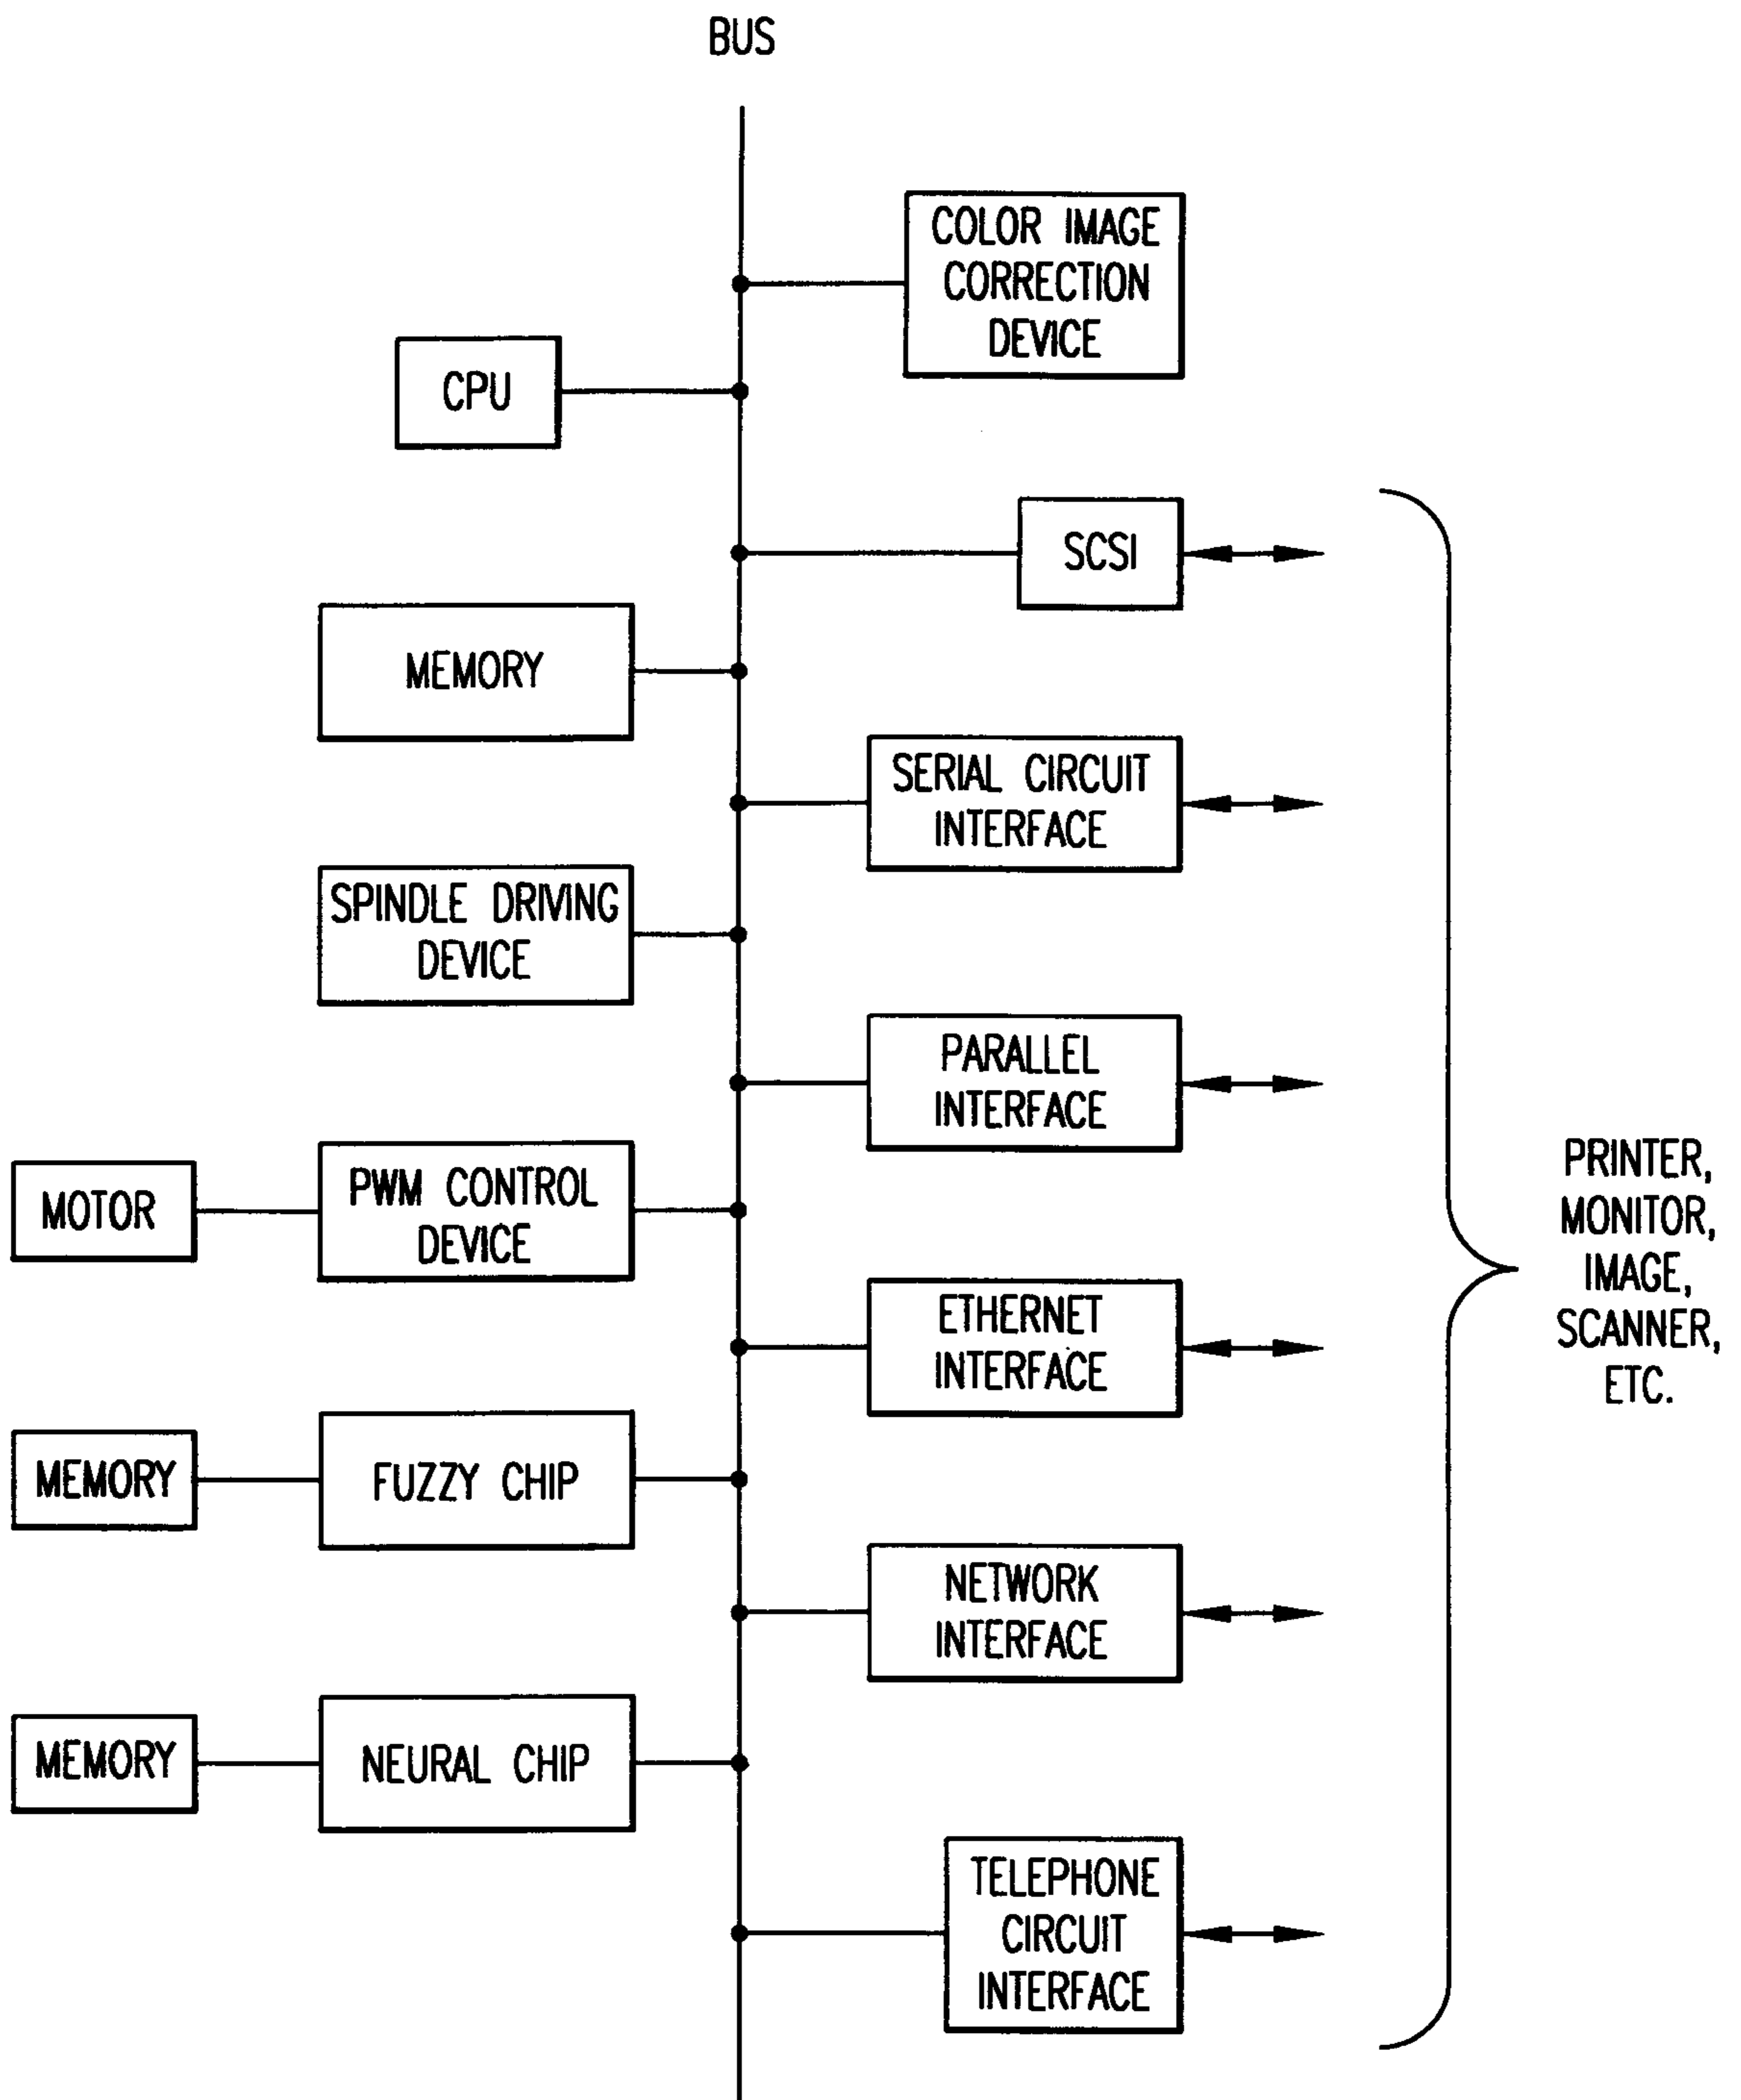 BUS
COLOR IMAGE
CORRECTION
DEVICE
CPU
SCSI
MEMORY
SERIAL CIRCUIT
INTERFACE
SPINDLE DRIVING
DEVICE
PARALLEL
INTERFACE
MOTOR
PWM CONTROL
DEVICE
PRINTER,
MONITOR,
IMAGE,
SCANNER,
ETC.
ETHERNET
INTERFACE
MEMORY
FUZZY CHIP
NETWORK
INTERFACE
MEMORY
NEURAL CHIP
TELEPHONE
CIRCUIT
INTERFACE